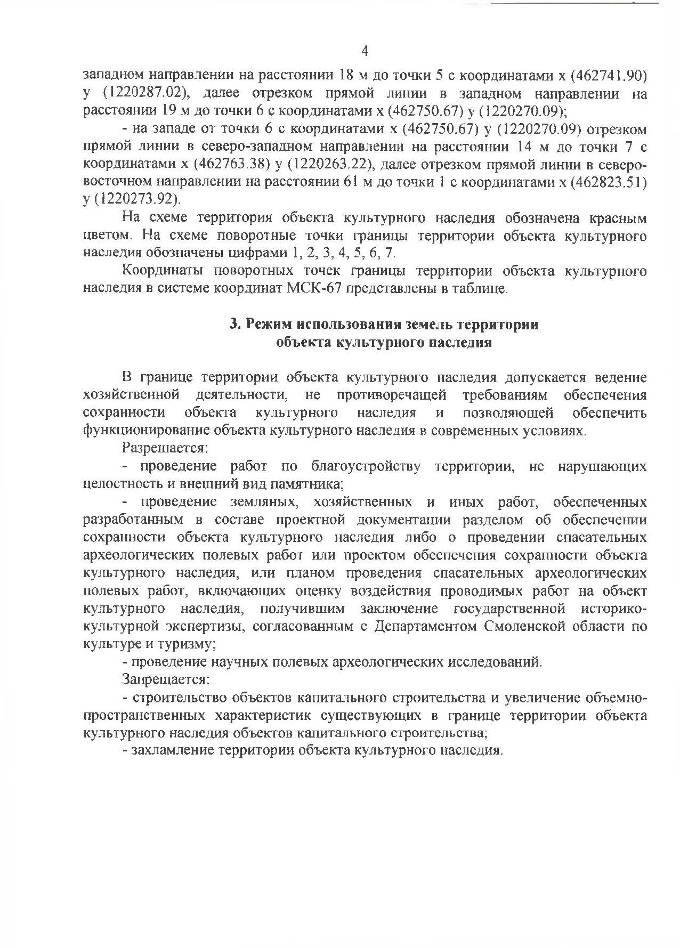 4
западном направлении на расстоянии 18 м до точки 5 с координатами х (462741.90)
у (1220287.02), далее отрезком прямой линии в западном направлении на
расстоянии 19 м до точки 6 с координатами х (462750.67) у (1220270.09);
- на западе от точки 6 с координатами х (462750.67) у (1220270.09) отрезком
прямой линии в северо-западном направлении на расстоянии 14 м до точки 7 с
координатами х (462763.38) у (1220263.22), далее отрезком прямой линии в северо-
восточном направлении на расстоянии 61 м до точки 1 с координатами х (462823.51)
у (1220273.92).
На схеме территория объекта культурного наследия обозначена красным
цветом. На схеме поворотные точки границы территории объекта культурного
наследия обозначены цифрами 1, 2, 3, 4, 5, 6, 7.
Координаты поворотных точек границы территории объекта культурного
наследия в системе координат МСК-67 представлены в таблице.
3. Режим использования земель территории
объекта культурного наследия
В границе территории объекта культурного наследия допускается ведение
хозяйственной деятельности, не противоречащей требованиям обеспечения
сохранности объекта культурного наследия и позволяющей обеспечить
функционирование объекта культурного наследия в современных условиях.
Разрешается:
- проведение работ по благоустройству территории, не нарушающих
целостность и внешний вид памятника;
- проведение земляных, хозяйственных и иных работ, обеспеченных
разработанным в составе проектной документации разделом об обеспечении
сохранности объекта культурного наследия либо о проведении спасательных
археологических полевых работ или проектом обеспечения сохранности объекта
культурного наследия, или планом проведения спасательных археологических
полевых работ, включающих оценку воздействия проводимых работ на объект
культурного наследия, получившим заключение государственной историко-
культурной экспертизы, согласованным с Департаментом Смоленской области по
культуре и туризму;
- проведение научных полевых археологических исследований.
Запрещается:
- строительство объектов капитального строительства и увеличение объемно-
пространственных характеристик существующих в границе территории объекта
культурного наследия объектов капитального строительства;
- захламление территории объекта культурного наследия.